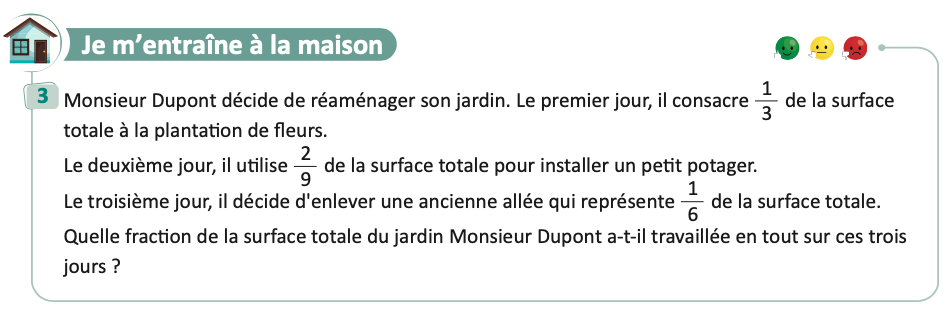 Je m’entraîne à la maison
3 Monsieur Dupont décide de réaménager son jardin. Le premier jour, il consacre 1/3 de la surface
totale à la plantation de fleurs.
Le deuxième jour, il utilise 2/9 de la surface totale pour installer un petit potager.
Le troisième jour, il décide d'enlever une ancienne allée qui représente 1/6 de la surface totale.
Quelle fraction de la surface totale du jardin Monsieur Dupont a-t-il travaillée en tout sur ces trois
jours ?